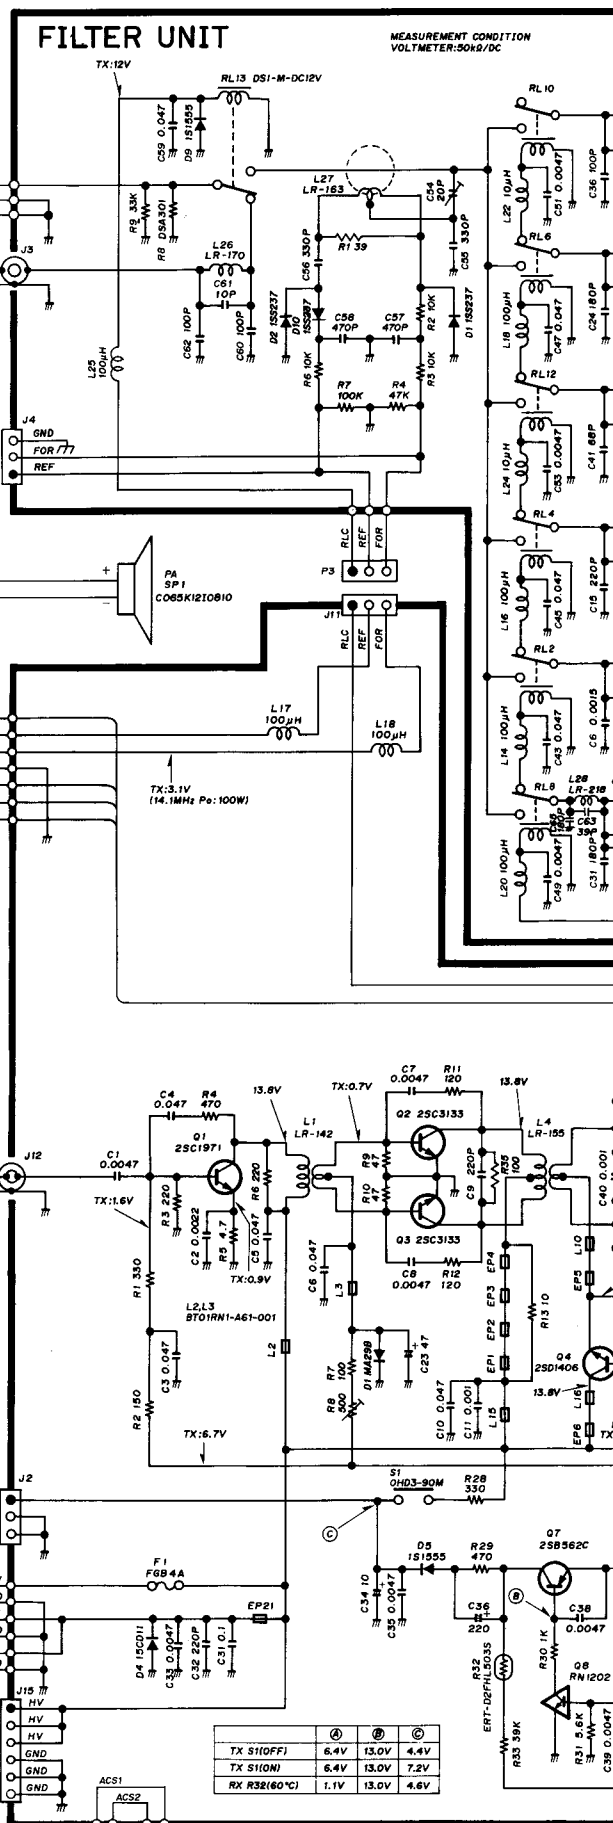 FILTER UNIT
MEASUREMENT CONDITION
VOLTMETER:50kΩ/DC
TX:12V
RL13 DS1-M-DC12V
C59 0.047
D9 1S1555
RL10
L22 10μH
C51 0.0047
C36 100P
L27
LR-163
C54
20P
C55 330P
R9 33K
R8 DSA301
C56 330P
R1 39
J3
L26
LR-170
C61
10P
C62 100P
C60 100P
RL6
L18 100μH
C47 0.047
C24 180P
D2 1SS237
D10
1SS237
C58
470P
C57
470P
R2 10K
D1 1SS237
L25
100μH
R6 10K
R3 10K
R7
100K
R4
47K
RL12
L24 10μH
C53 0.0047
C41 68P
J4
GND
FOR
REF
RLC
REF
FOR
P3
RL4
L16 100μH
C45 0.047
C15 220P
PA
SP1
C065K12I0810
J11
RLC
REF
FOR
RL2
L14 100μH
C43 0.047
C6 0.0015
L17
100μH
L18
100μH
TX:3.1V
(14.1MHz Po:100W)
RL8
L28
LR-218
C63
39P
L20 100μH
C49 0.0047
C31 180P
C4
0.047
R4
470
13.8V
TX:0.7V
C7
0.0047
R11
120
13.8V
L1
LR-142
L4
LR-155
Q1
2SC1971
Q2 2SC3133
J12
C1
0.0047
R3 220
R6 220
R9
47
R10
47
C9 220P
R35
100
C40 0.001
TX:1.6V
C2 0.0022
R5 4.7
C5 0.047
TX:0.9V
Q3 2SC3133
C8
0.0047
R12
120
C6 0.047
L3
EP4
EP3
EP2
EP1
L10
EP5
R1 330
L2,L3
BT01RN1-A61-001
L2
R13 10
C3 0.047
R7
100
D1 MA29B
C23 47
Q4
2SD1406
R2 150
R8
500
C10 0.047
C11 0.001
L15
13.8V
L16
EP6
TX:6.7V
TX
J2
S1
OHD3-90M
R28
330
C
F1
FGB 4A
C34 10
C35 0.0047
D5
1S1555
R29
470
Q7
2SB562C
C36
220
B
C38
0.0047
EP21
D4 15CD11
C33 0.0047
C32 220P
C31 0.1
R32
ERT-D2FHL503S
R30 1K
Q8
RN1202
R33 39K
R31 5.6K
C39 0.0047
J15
HV
HV
HV
GND
GND
GND
A B C
TX S1(OFF) 6.4V 13.0V 4.4V
TX S1(ON) 6.4V 13.0V 7.2V
RX R32(60°C) 1.1V 13.0V 4.6V
ACS1
ACS2